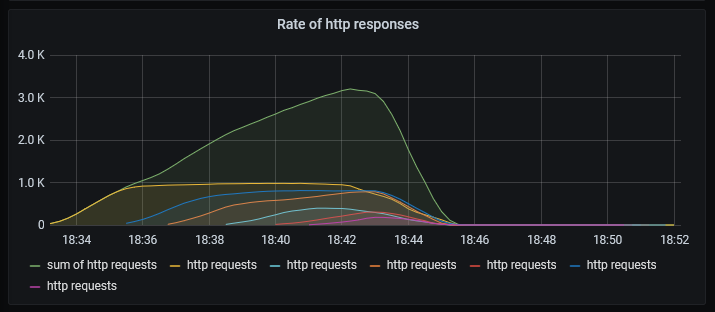 Rate of http responses
4.0 K
3.0 K
2.0 K
1.0 K
0
18:34 18:36 18:38 18:40 18:42 18:44 18:46 18:48 18:50 18:52
sum of http requests http requests http requests http requests http requests http requests
http requests